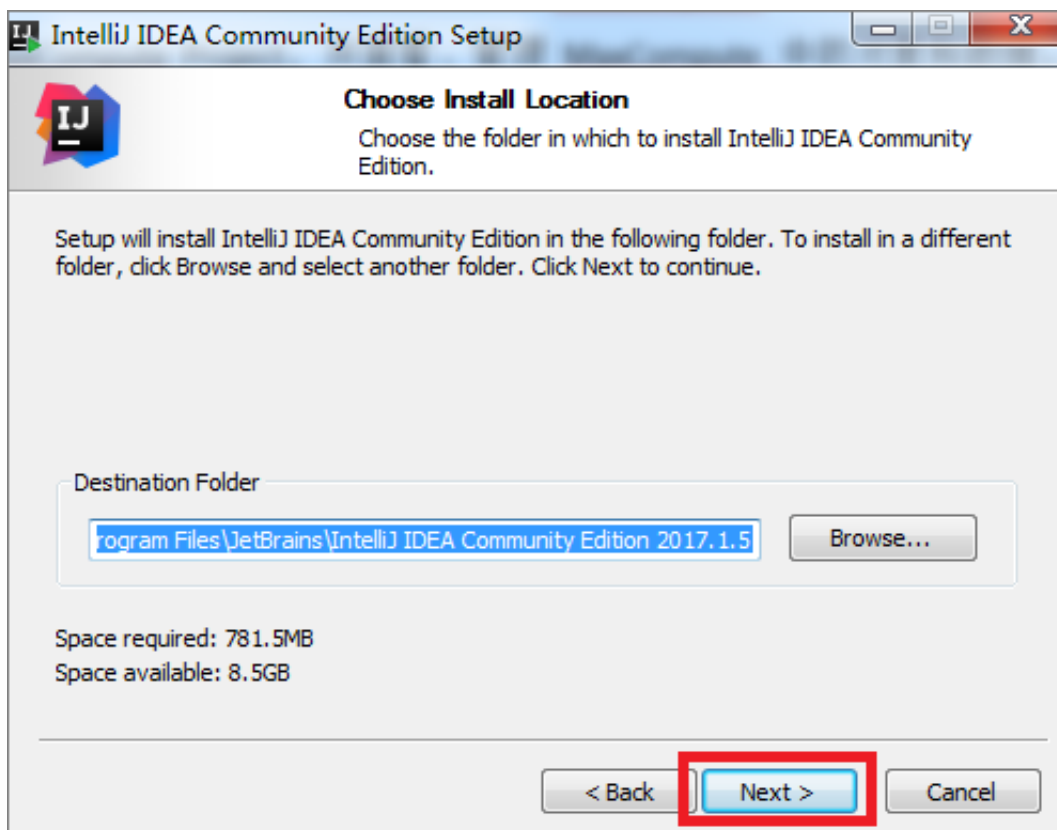 IntelliJ IDEA Community Edition Setup
X
IJ
Choose Install Location
Choose the folder in which to install IntelliJ IDEA Community
Edition.
Setup will install IntelliJ IDEA Community Edition in the following folder. To install in a different
folder, click Browse and select another folder. Click Next to continue.
Destination Folder
rogram Files\JetBrains\IntelliJ IDEA Community Edition 2017.1.5
Browse...
Space required: 781.5MB
Space available: 8.5GB
< Back
Next >
Cancel